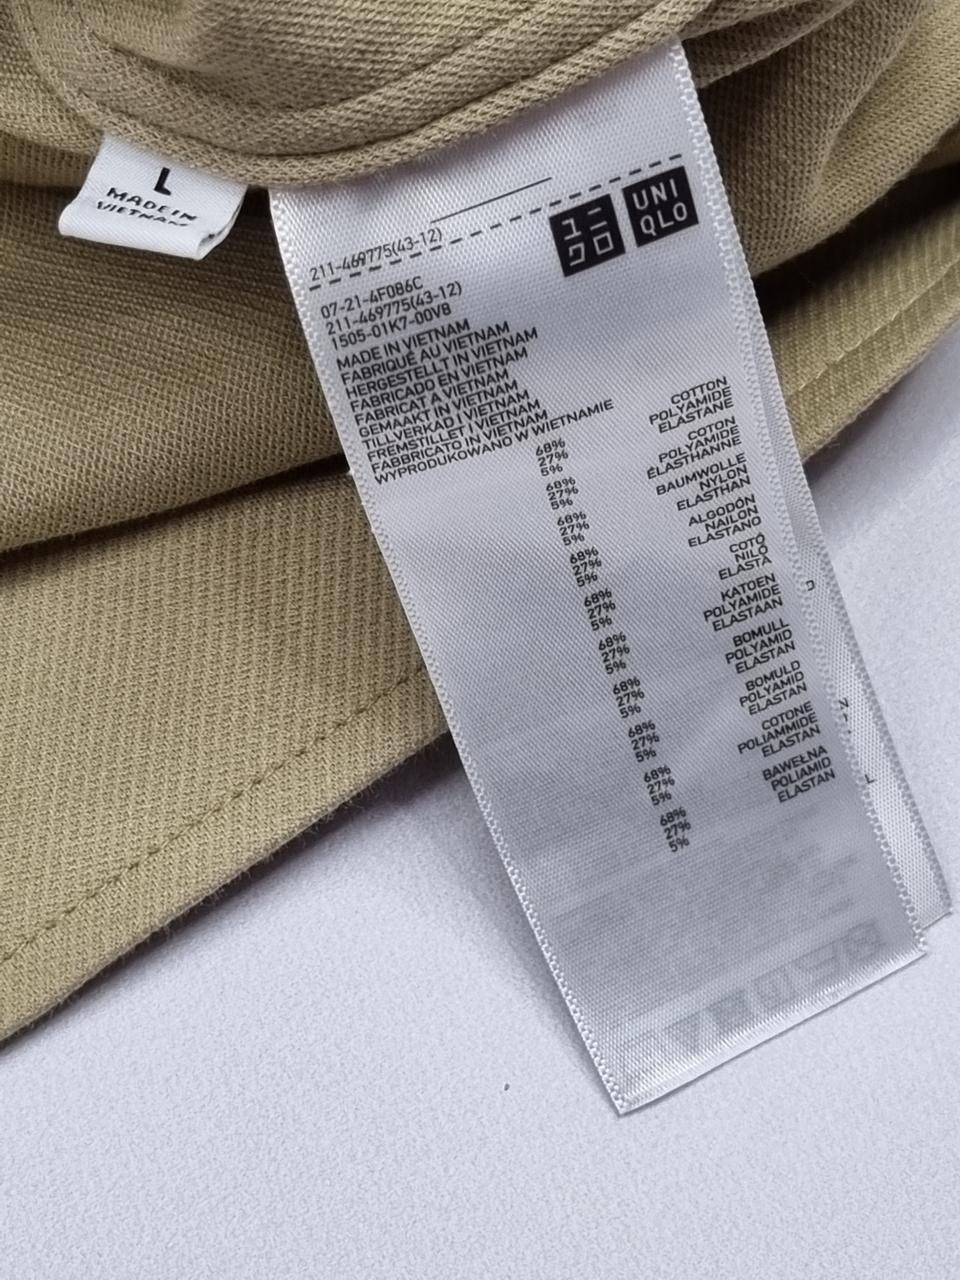 L
MADE IN
VIETNAM
211-469775(43-12)
ユニ
クロ
UNI
QLO
07-21-4F086C
211-469775(43-12)
1505-01K7-00V8
MADE IN VIETNAM
FABRIQUÉ AU VIETNAM
HERGESTELLT IN VIETNAM
FABRICADO EN VIETNAM
FABRICAT A VIETNAM
GEMAAKT IN VIETNAM
TILLVERKAD I VIETNAM
FREMSTILLET I VIETNAM
FABBRICATO IN VIETNAM
WYPRODUKOWANO W WIETNAMIE
68% COTTON
27% POLYAMIDE
5% ELASTANE
68% COTON
27% POLYAMIDE
5% ÉLASTHANNE
68% BAUMWOLLE
27% NYLON
5% ELASTHAN
68% ALGODÓN
27% NAILON
5% ELASTANO
68% COTÓ
27% NILÓ
5% ELASTÀ
68% KATOEN
27% POLYAMIDE
5% ELASTAAN
68% BOMULL
27% POLYAMID
5% ELASTAN
68% BOMULD
27% POLYAMID
5% ELASTAN
68% COTONE
27% POLIAMMIDE
5% ELASTAN
68% BAWEŁNA
27% POLIAMID
5% ELASTAN